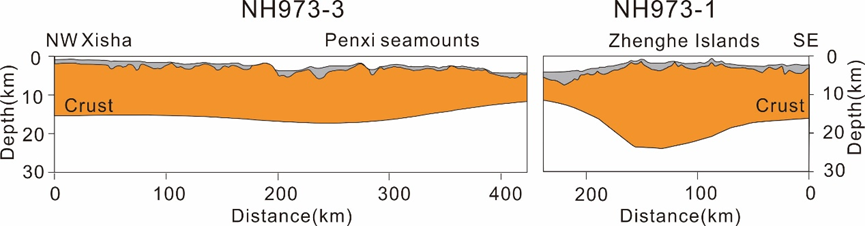 NH973-3 NH973-1
NW Xisha Penxi seamounts Zhenghe Islands SE
0 0
10 10
Crust Crust
20 20
30 30
Depth(km) Depth(km)
0 100 200 300 400 200 100 0
Distance(km) Distance(km)